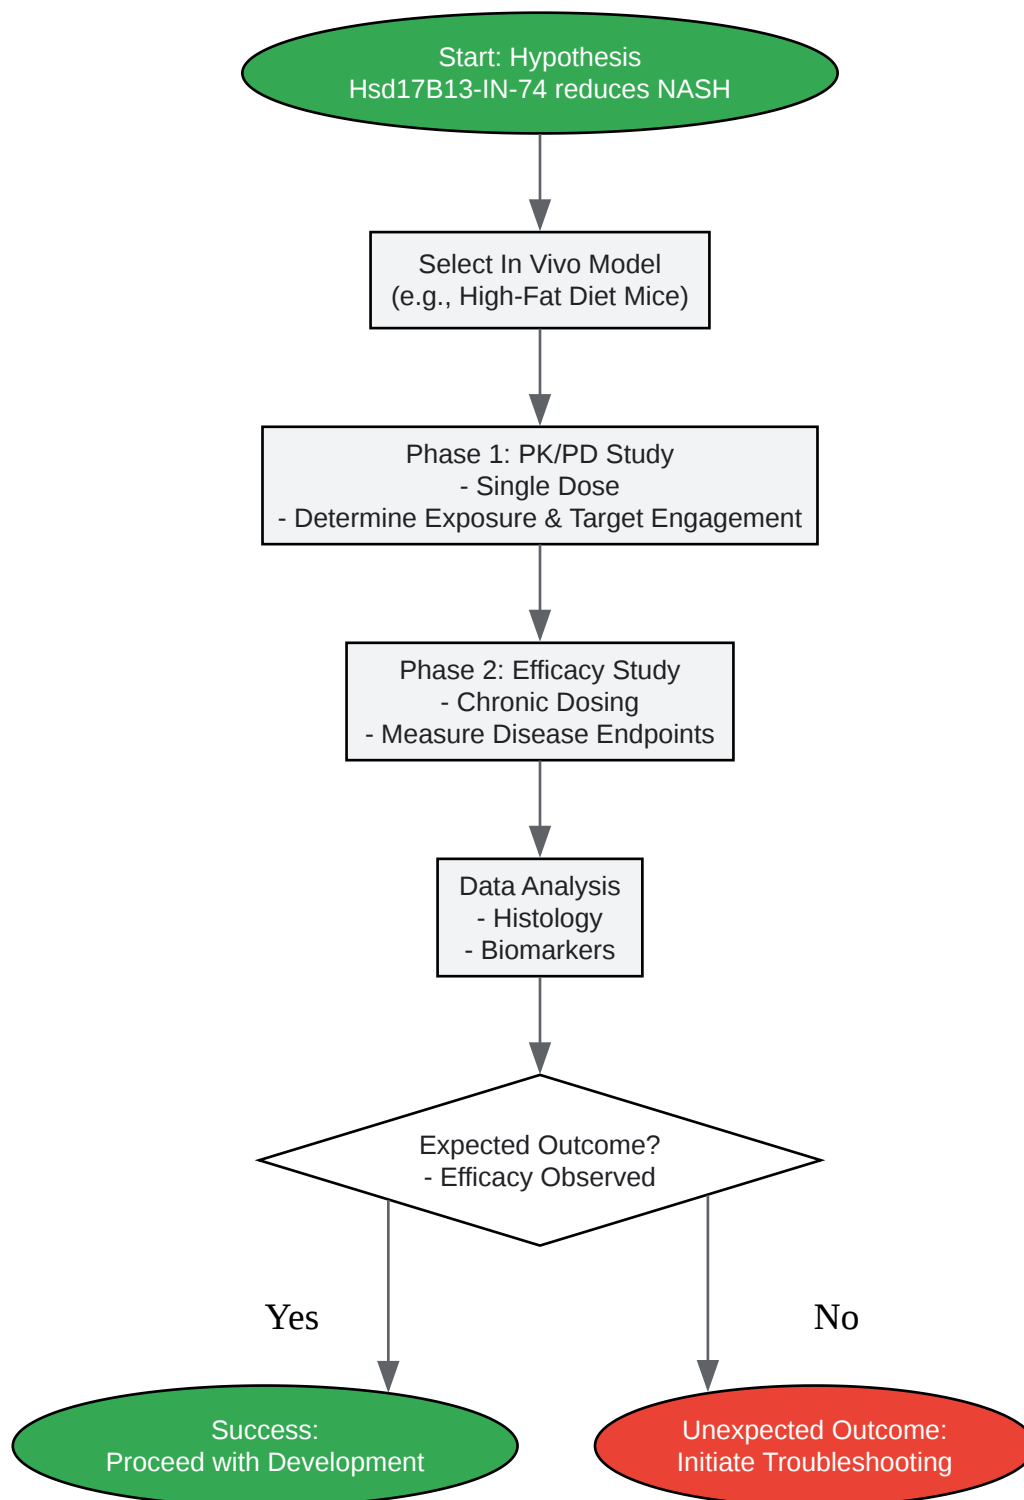 Start: Hypothesis
Hsd17B13-IN-74 reduces NASH
Select In Vivo Model
(e.g., High-Fat Diet Mice)
Phase 1: PK/PD Study
- Single Dose
- Determine Exposure & Target Engagement
Phase 2: Efficacy Study
- Chronic Dosing
- Measure Disease Endpoints
Data Analysis
- Histology
- Biomarkers
Expected Outcome?
- Efficacy Observed
Yes
No
Success:
Proceed with Development
Unexpected Outcome:
Initiate Troubleshooting